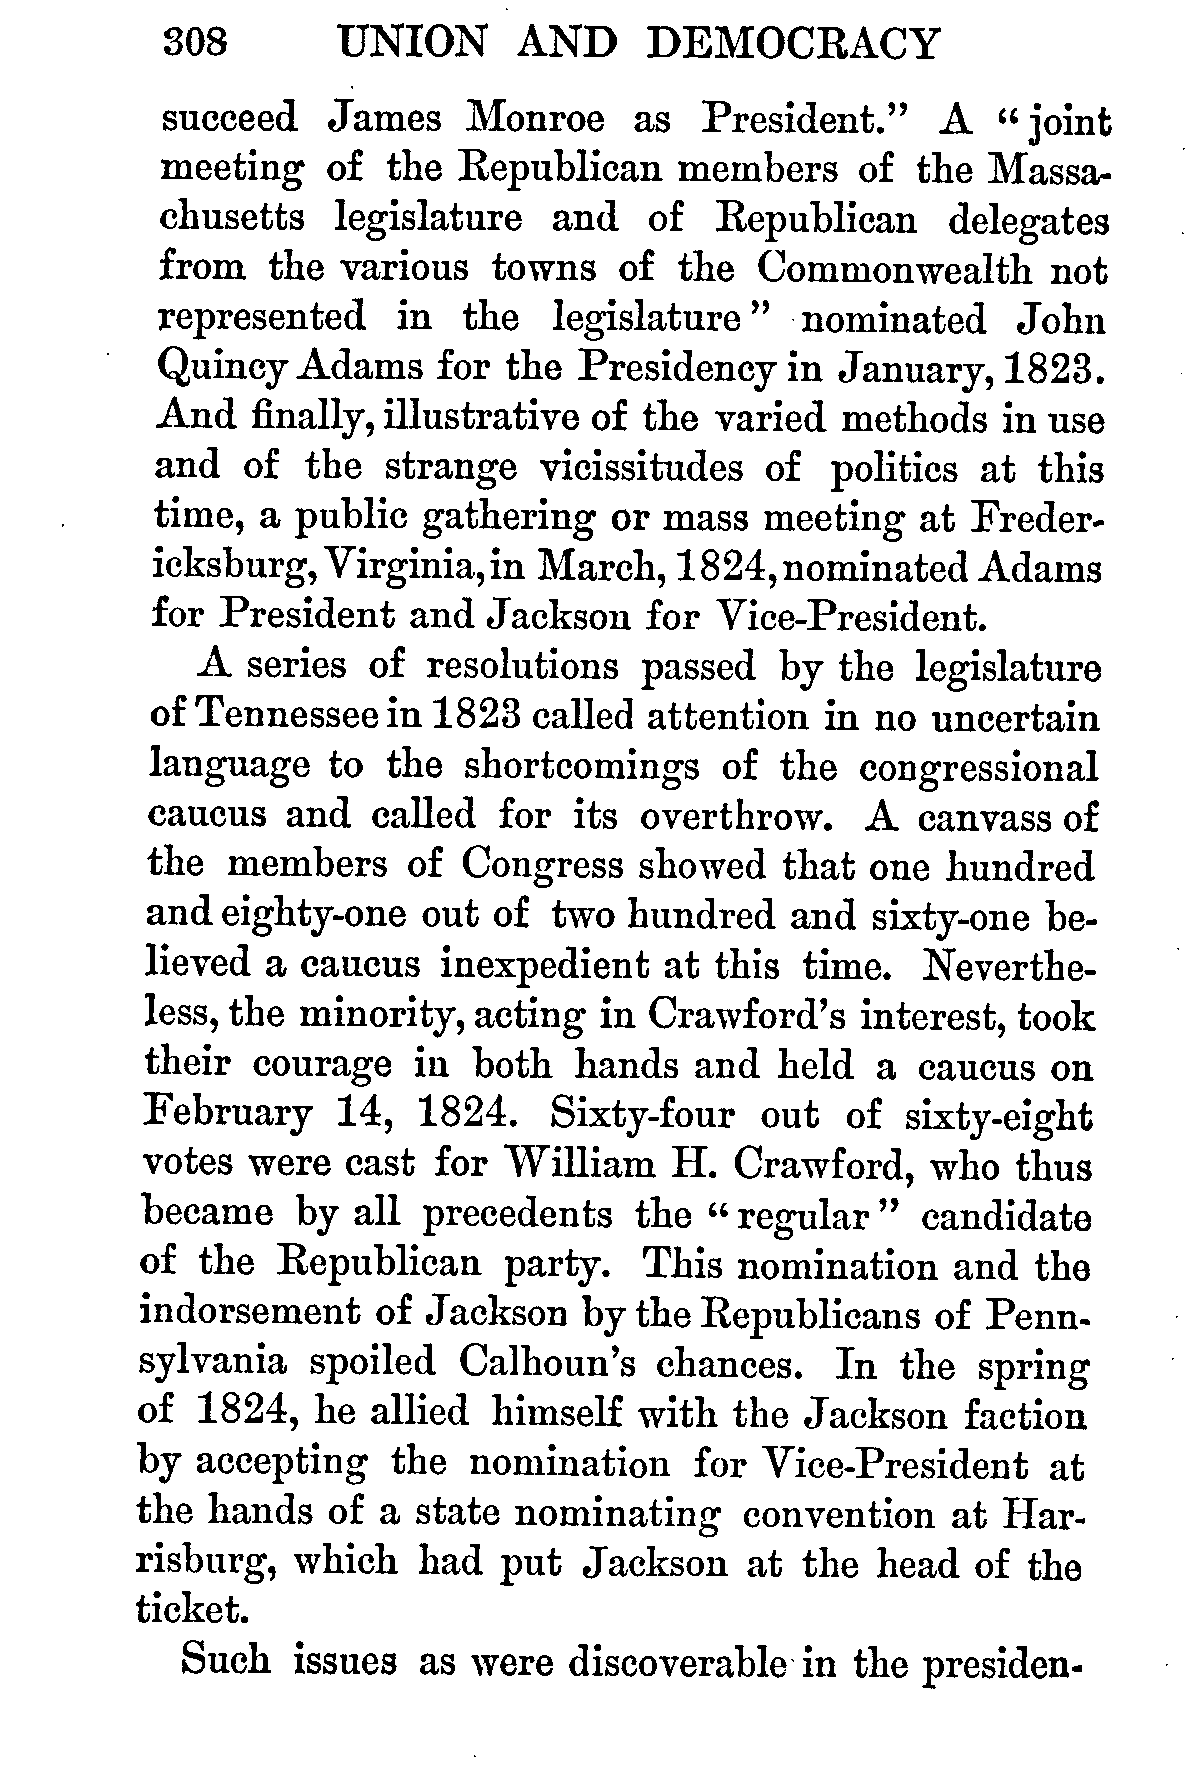 308 UNION AND DEMOCRACY
succeed James Monroe as President." A "joint
meeting of the Republican members of the Massa-
chusetts legislature and of Republican delegates
from the various towns of the Commonwealth not
represented in the legislature" nominated John
Quincy Adams for the Presidency in January, 1823.
And finally, illustrative of the varied methods in use
and of the strange vicissitudes of politics at this
time, a public gathering or mass meeting at Freder-
icksburg, Virginia, in March, 1824, nominated Adams
for President and Jackson for Vice-President.
A series of resolutions passed by the legislature
of Tennessee in 1823 called attention in no uncertain
language to the shortcomings of the congressional
caucus and called for its overthrow. A canvass of
the members of Congress showed that one hundred
and eighty-one out of two hundred and sixty-one be-
lieved a caucus inexpedient at this time. Neverthe-
less, the minority, acting in Crawford's interest, took
their courage in both hands and held a caucus on
February 14, 1824. Sixty-four out of sixty-eight
votes were cast for William H. Crawford, who thus
became by all precedents the "regular" candidate
of the Republican party. This nomination and the
indorsement of Jackson by the Republicans of Penn-
sylvania spoiled Calhoun's chances. In the spring
of 1824, he allied himself with the Jackson faction
by accepting the nomination for Vice-President at
the hands of a state nominating convention at Har-
risburg, which had put Jackson at the head of the
ticket.
Such issues as were discoverable in the presiden-